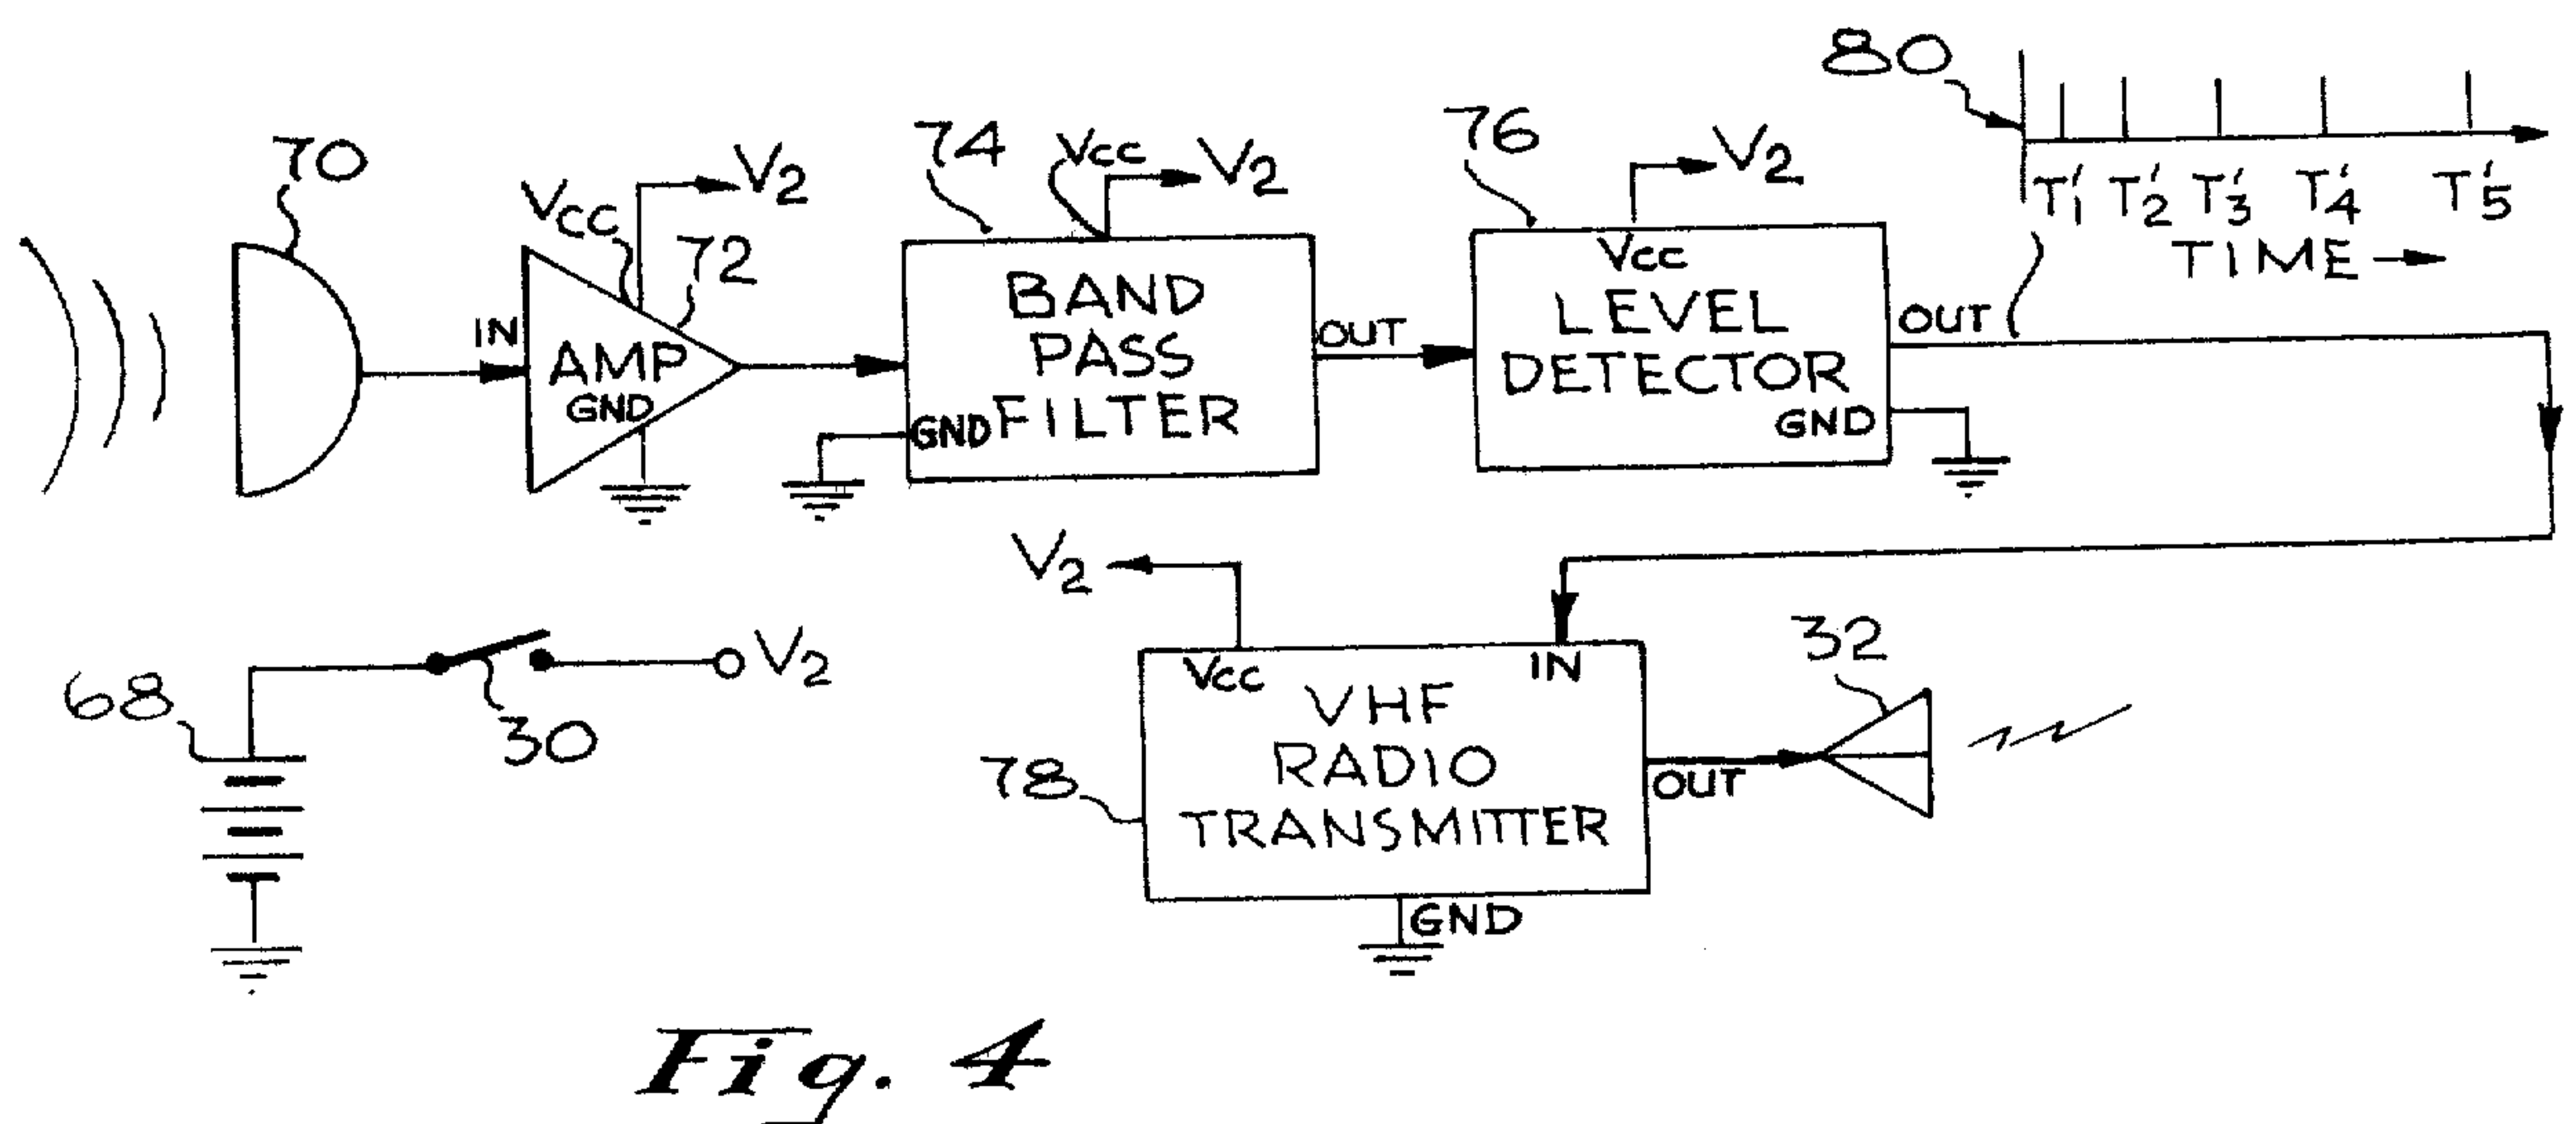 80
70
74
Vcc
V2
76
V2
V2
Vcc
72
T'1 T'2 T'3 T'4 T'5
TIME
IN
AMP
GND
BAND
PASS
FILTER
GND
OUT
Vcc
LEVEL
DETECTOR
GND
OUT
V2
68
30
V2
Vcc
IN
VHF
RADIO
TRANSMITTER
78
OUT
32
GND
Fig. 4